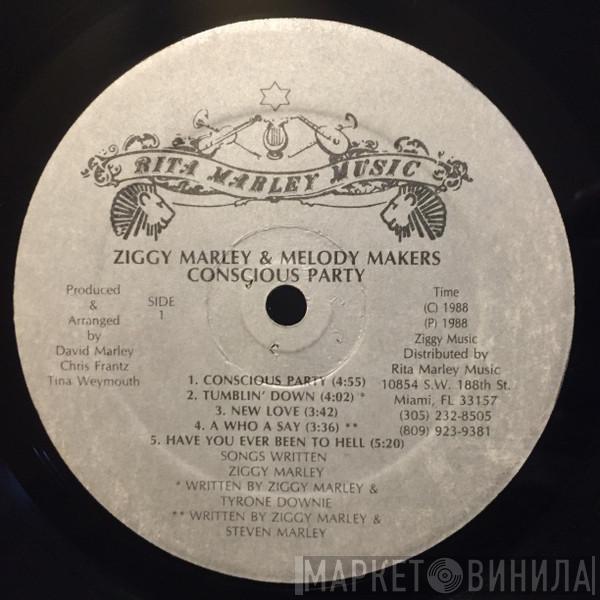 RITA MARLEY MUSIC
ZIGGY MARLEY & MELODY MAKERS
CONSCIOUS PARTY
Produced
&
Arranged
by
David Marley
Chris Frantz
Tina Weymouth
SIDE
1
Time
(C) 1988
(P) 1988
Ziggy Music
Distributed by
Rita Marley Music
10854 S.W. 188th St.
Miami, FL 33157
(305) 232-8505
(809) 923-9381
1. CONSCIOUS PARTY (4:55)
2. TUMBLIN' DOWN (4:02) *
3. NEW LOVE (3:42)
4. A WHO A SAY (3:36) **
5. HAVE YOU EVER BEEN TO HELL (5:20)
SONGS WRITTEN
ZIGGY MARLEY
* WRITTEN BY ZIGGY MARLEY &
TYRONE DOWNIE
** WRITTEN BY ZIGGY MARLEY &
STEVEN MARLEY
МАРКЕТ ВИНИЛА